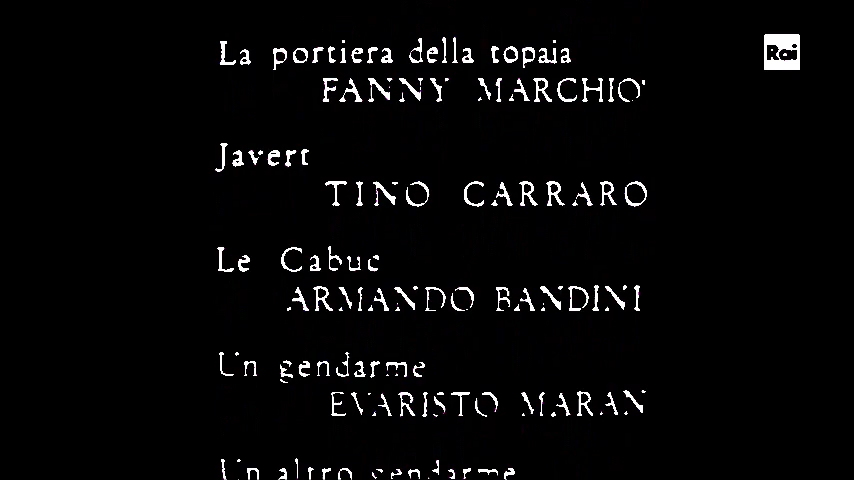 La portiera della topaia
Rai
FANNY MARCHIO'
Javert
TINO CARRARO
Le Cabuc
ARMANDO BANDINI
Un gendarme
EVARISTO MARAN
Un altro gendarme